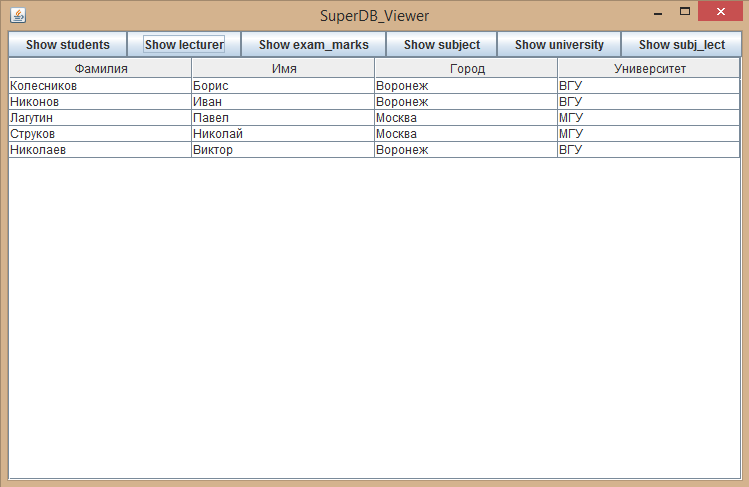 SuperDB_Viewer
Show students Show lecturer Show exam_marks Show subject Show university Show subj_lect
Фамилия Имя Город Университет
Колесников Борис Воронеж ВГУ
Никонов Иван Воронеж ВГУ
Лагутин Павел Москва МГУ
Струков Николай Москва МГУ
Николаев Виктор Воронеж ВГУ